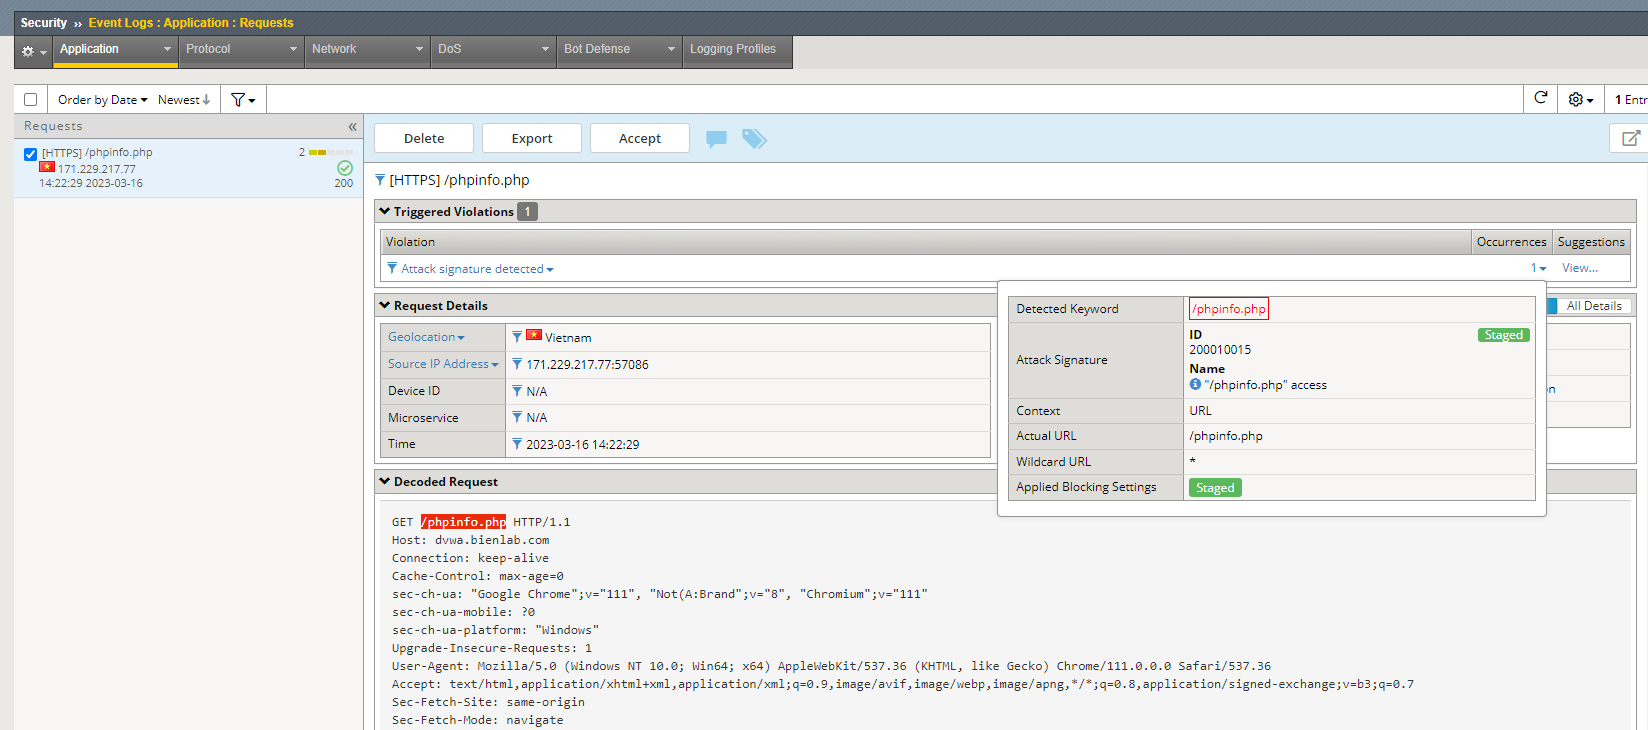 Security ›› Event Logs : Application : Requests
Application Protocol Network DoS Bot Defense Logging Profiles
Order by Date Newest 1 Entr
Requests
[HTTPS] /phpinfo.php 2
171.229.217.77
14:22:29 2023-03-16 200
Delete Export Accept
[HTTPS] /phpinfo.php
Triggered Violations 1
Violation Occurrences Suggestions
Attack signature detected 1 View...
Request Details All Details
Geolocation Vietnam
Source IP Address 171.229.217.77:57086
Device ID N/A
Microservice N/A
Time 2023-03-16 14:22:29
Detected Keyword /phpinfo.php
Attack Signature
ID Staged
200010015
Name
"/phpinfo.php" access
Context URL
Actual URL /phpinfo.php
Wildcard URL *
Applied Blocking Settings Staged
Decoded Request
GET /phpinfo.php HTTP/1.1
Host: dvwa.bienlab.com
Connection: keep-alive
Cache-Control: max-age=0
sec-ch-ua: "Google Chrome";v="111", "Not(A:Brand";v="8", "Chromium";v="111"
sec-ch-ua-mobile: ?0
sec-ch-ua-platform: "Windows"
Upgrade-Insecure-Requests: 1
User-Agent: Mozilla/5.0 (Windows NT 10.0; Win64; x64) AppleWebKit/537.36 (KHTML, like Gecko) Chrome/111.0.0.0 Safari/537.36
Accept: text/html,application/xhtml+xml,application/xml;q=0.9,image/avif,image/webp,image/apng,*/*;q=0.8,application/signed-exchange;v=b3;q=0.7
Sec-Fetch-Site: same-origin
Sec-Fetch-Mode: navigate